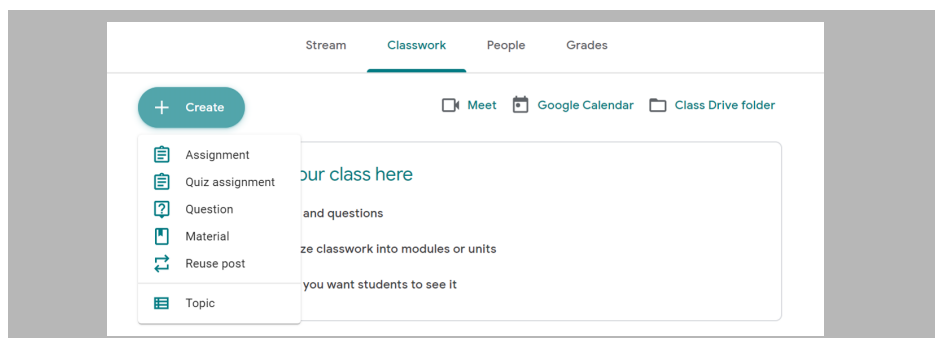 Stream Classwork People Grades
Create
Meet Google Calendar Class Drive folder
Assignment
Quiz assignment
Question
Material
Reuse post
Topic
our class here
and questions
ze classwork into modules or units
you want students to see it